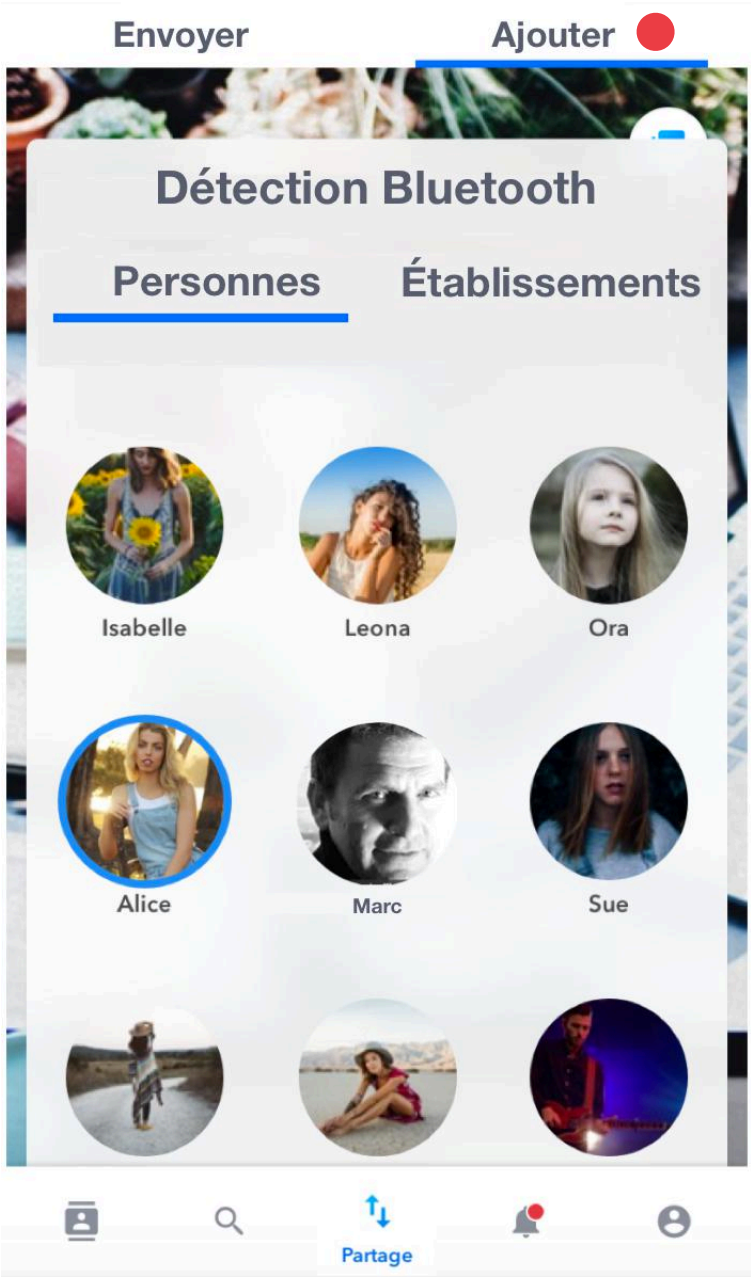 Envoyer Ajouter
Détection Bluetooth
Personnes Établissements
Isabelle Leona Ora
Alice Marc Sue
Partage